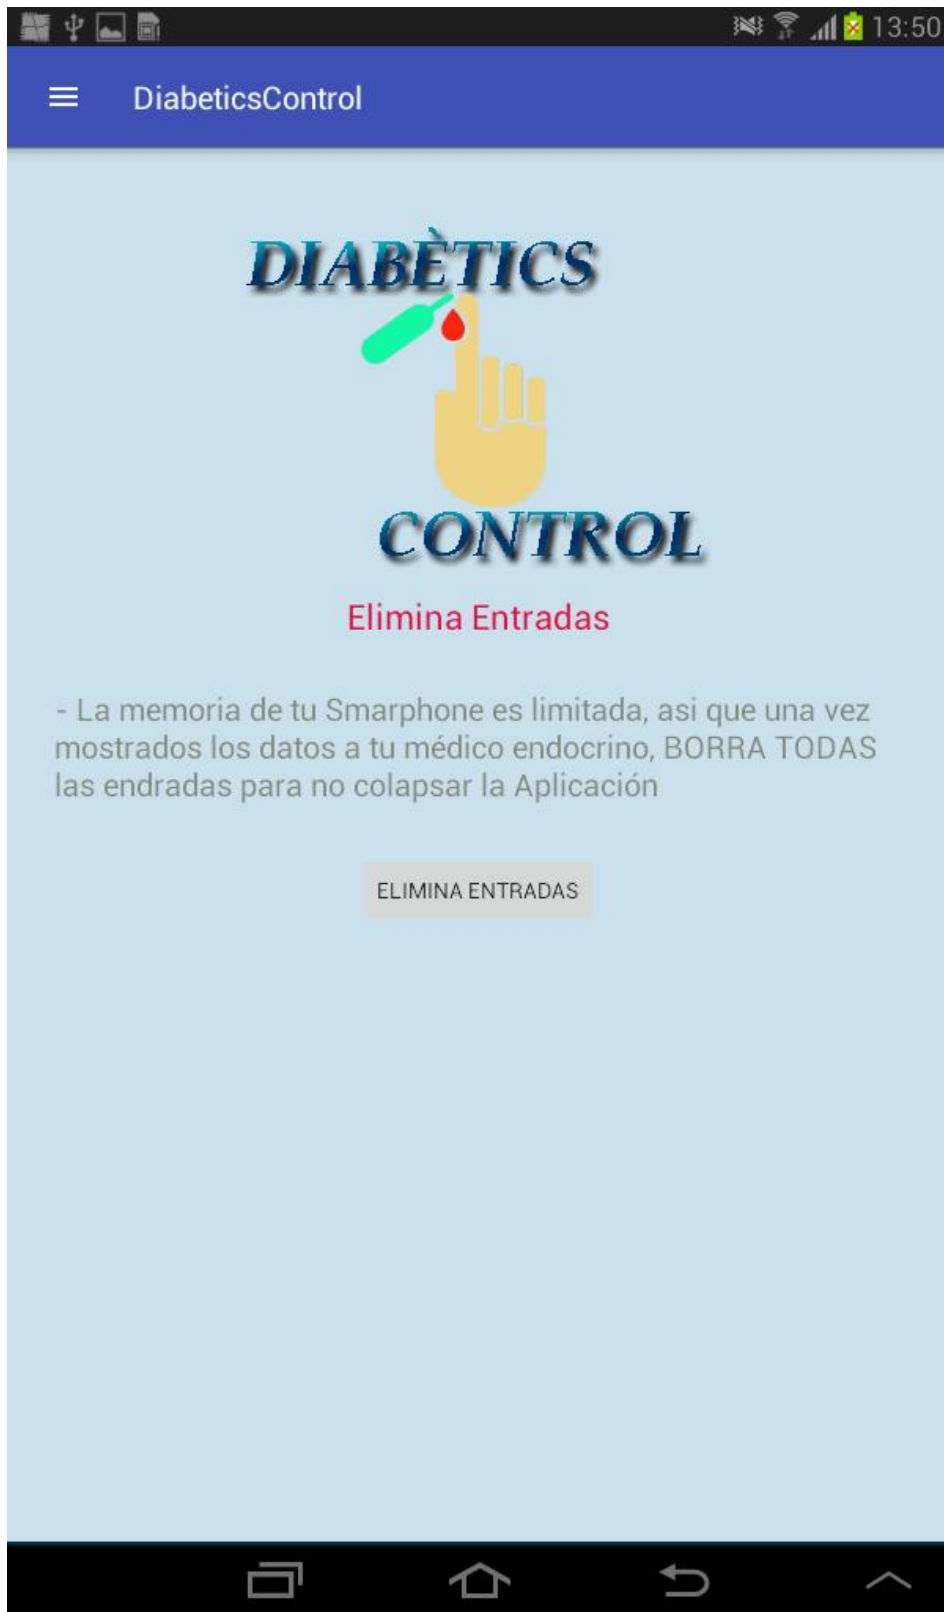 13:50
DiabeticsControl
DIABÈTICS
CONTROL
Elimina Entradas
- La memoria de tu Smarphone es limitada, asi que una vez
mostrados los datos a tu médico endocrino, BORRA TODAS
las endradas para no colapsar la Aplicación
ELIMINA ENTRADAS